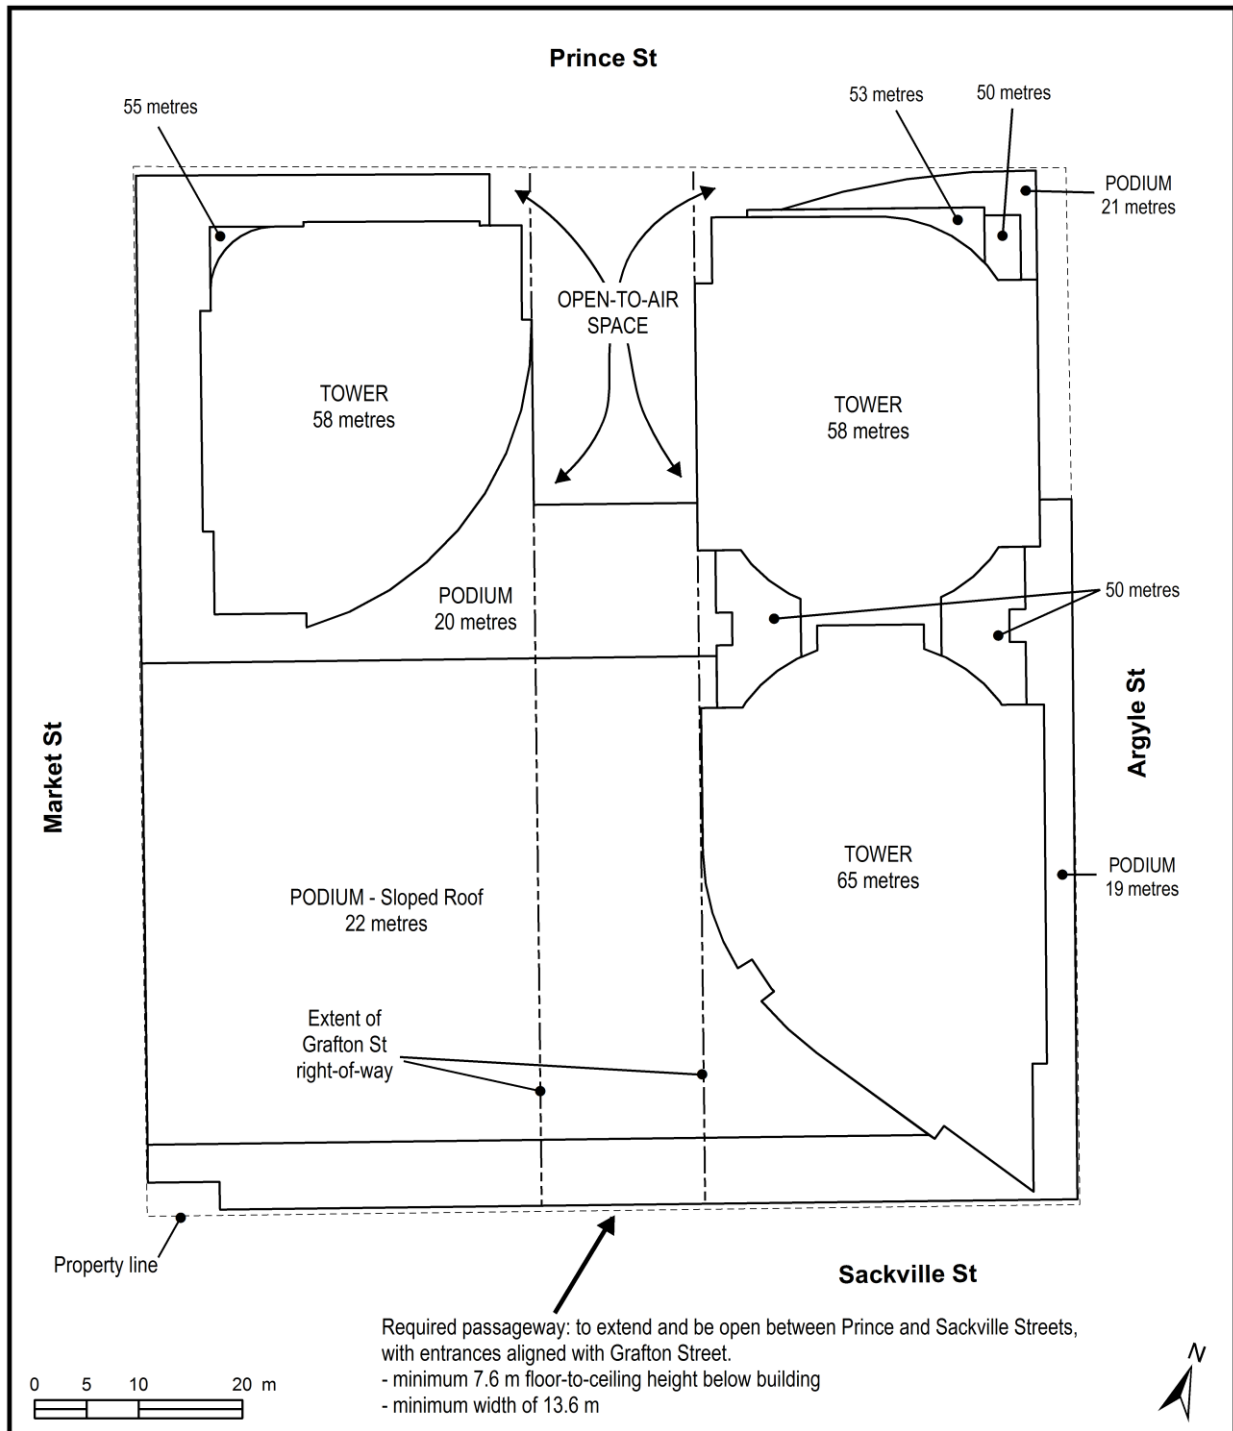 Prince St
55 metres
53 metres
50 metres
PODIUM
21 metres
OPEN-TO-AIR
SPACE
TOWER
58 metres
TOWER
58 metres
PODIUM
20 metres
50 metres
Market St
Argyle St
TOWER
65 metres
PODIUM
19 metres
PODIUM - Sloped Roof
22 metres
Extent of
Grafton St
right-of-way
Property line
Sackville St
Required passageway: to extend and be open between Prince and Sackville Streets,
with entrances aligned with Grafton Street.
- minimum 7.6 m floor-to-ceiling height below building
- minimum width of 13.6 m
0 5 10 20 m
N